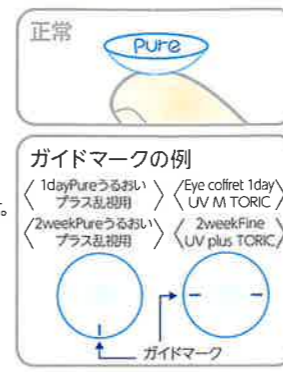 正常
Pure
ガイドマークの例
〈1dayPureうるおいプラス乱視用〉
〈Eye coffret 1day UV M TORIC〉
す。
〈2weekPureうるおいプラス乱視用〉
〈2weekFine UV plus TORIC〉
ガイドマーク